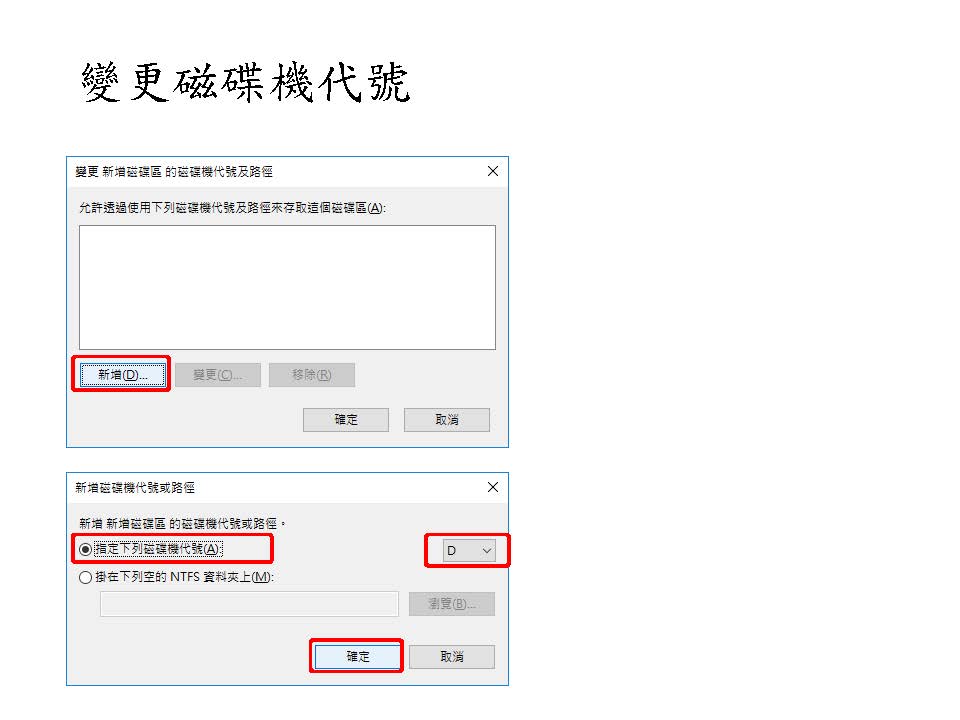 變更磁碟機代號
變更 新增磁碟區 的磁碟機代號及路徑
允許透過使用下列磁碟機代號及路徑來存取這個磁碟區(A):
新增(D)... 變更(C)... 移除(R)
確定 取消
新增磁碟機代號或路徑
新增 新增磁碟區 的磁碟機代號或路徑。
指定下列磁碟機代號(A): D
掛在下列空的 NTFS 資料夾上(M):
瀏覽(B)...
確定 取消